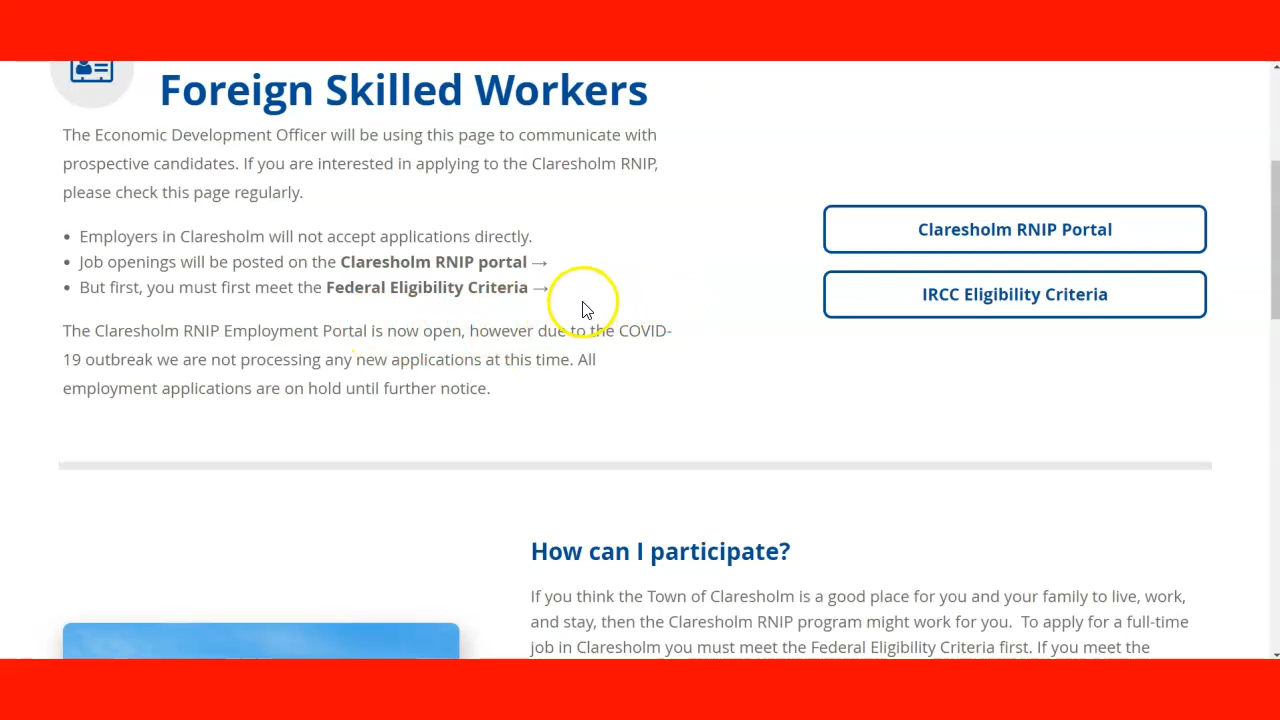 Foreign Skilled Workers
The Economic Development Officer will be using this page to communicate with
prospective candidates. If you are interested in applying to the Claresholm RNIP,
please check this page regularly.
• Employers in Claresholm will not accept applications directly.
• Job openings will be posted on the Claresholm RNIP portal →
• But first, you must first meet the Federal Eligibility Criteria →
The Claresholm RNIP Employment Portal is now open, however due to the COVID-
19 outbreak we are not processing any new applications at this time. All
employment applications are on hold until further notice.
Claresholm RNIP Portal
IRCC Eligibility Criteria
How can I participate?
If you think the Town of Claresholm is a good place for you and your family to live, work,
and stay, then the Claresholm RNIP program might work for you.  To apply for a full-time
job in Claresholm you must meet the Federal Eligibility Criteria first. If you meet the